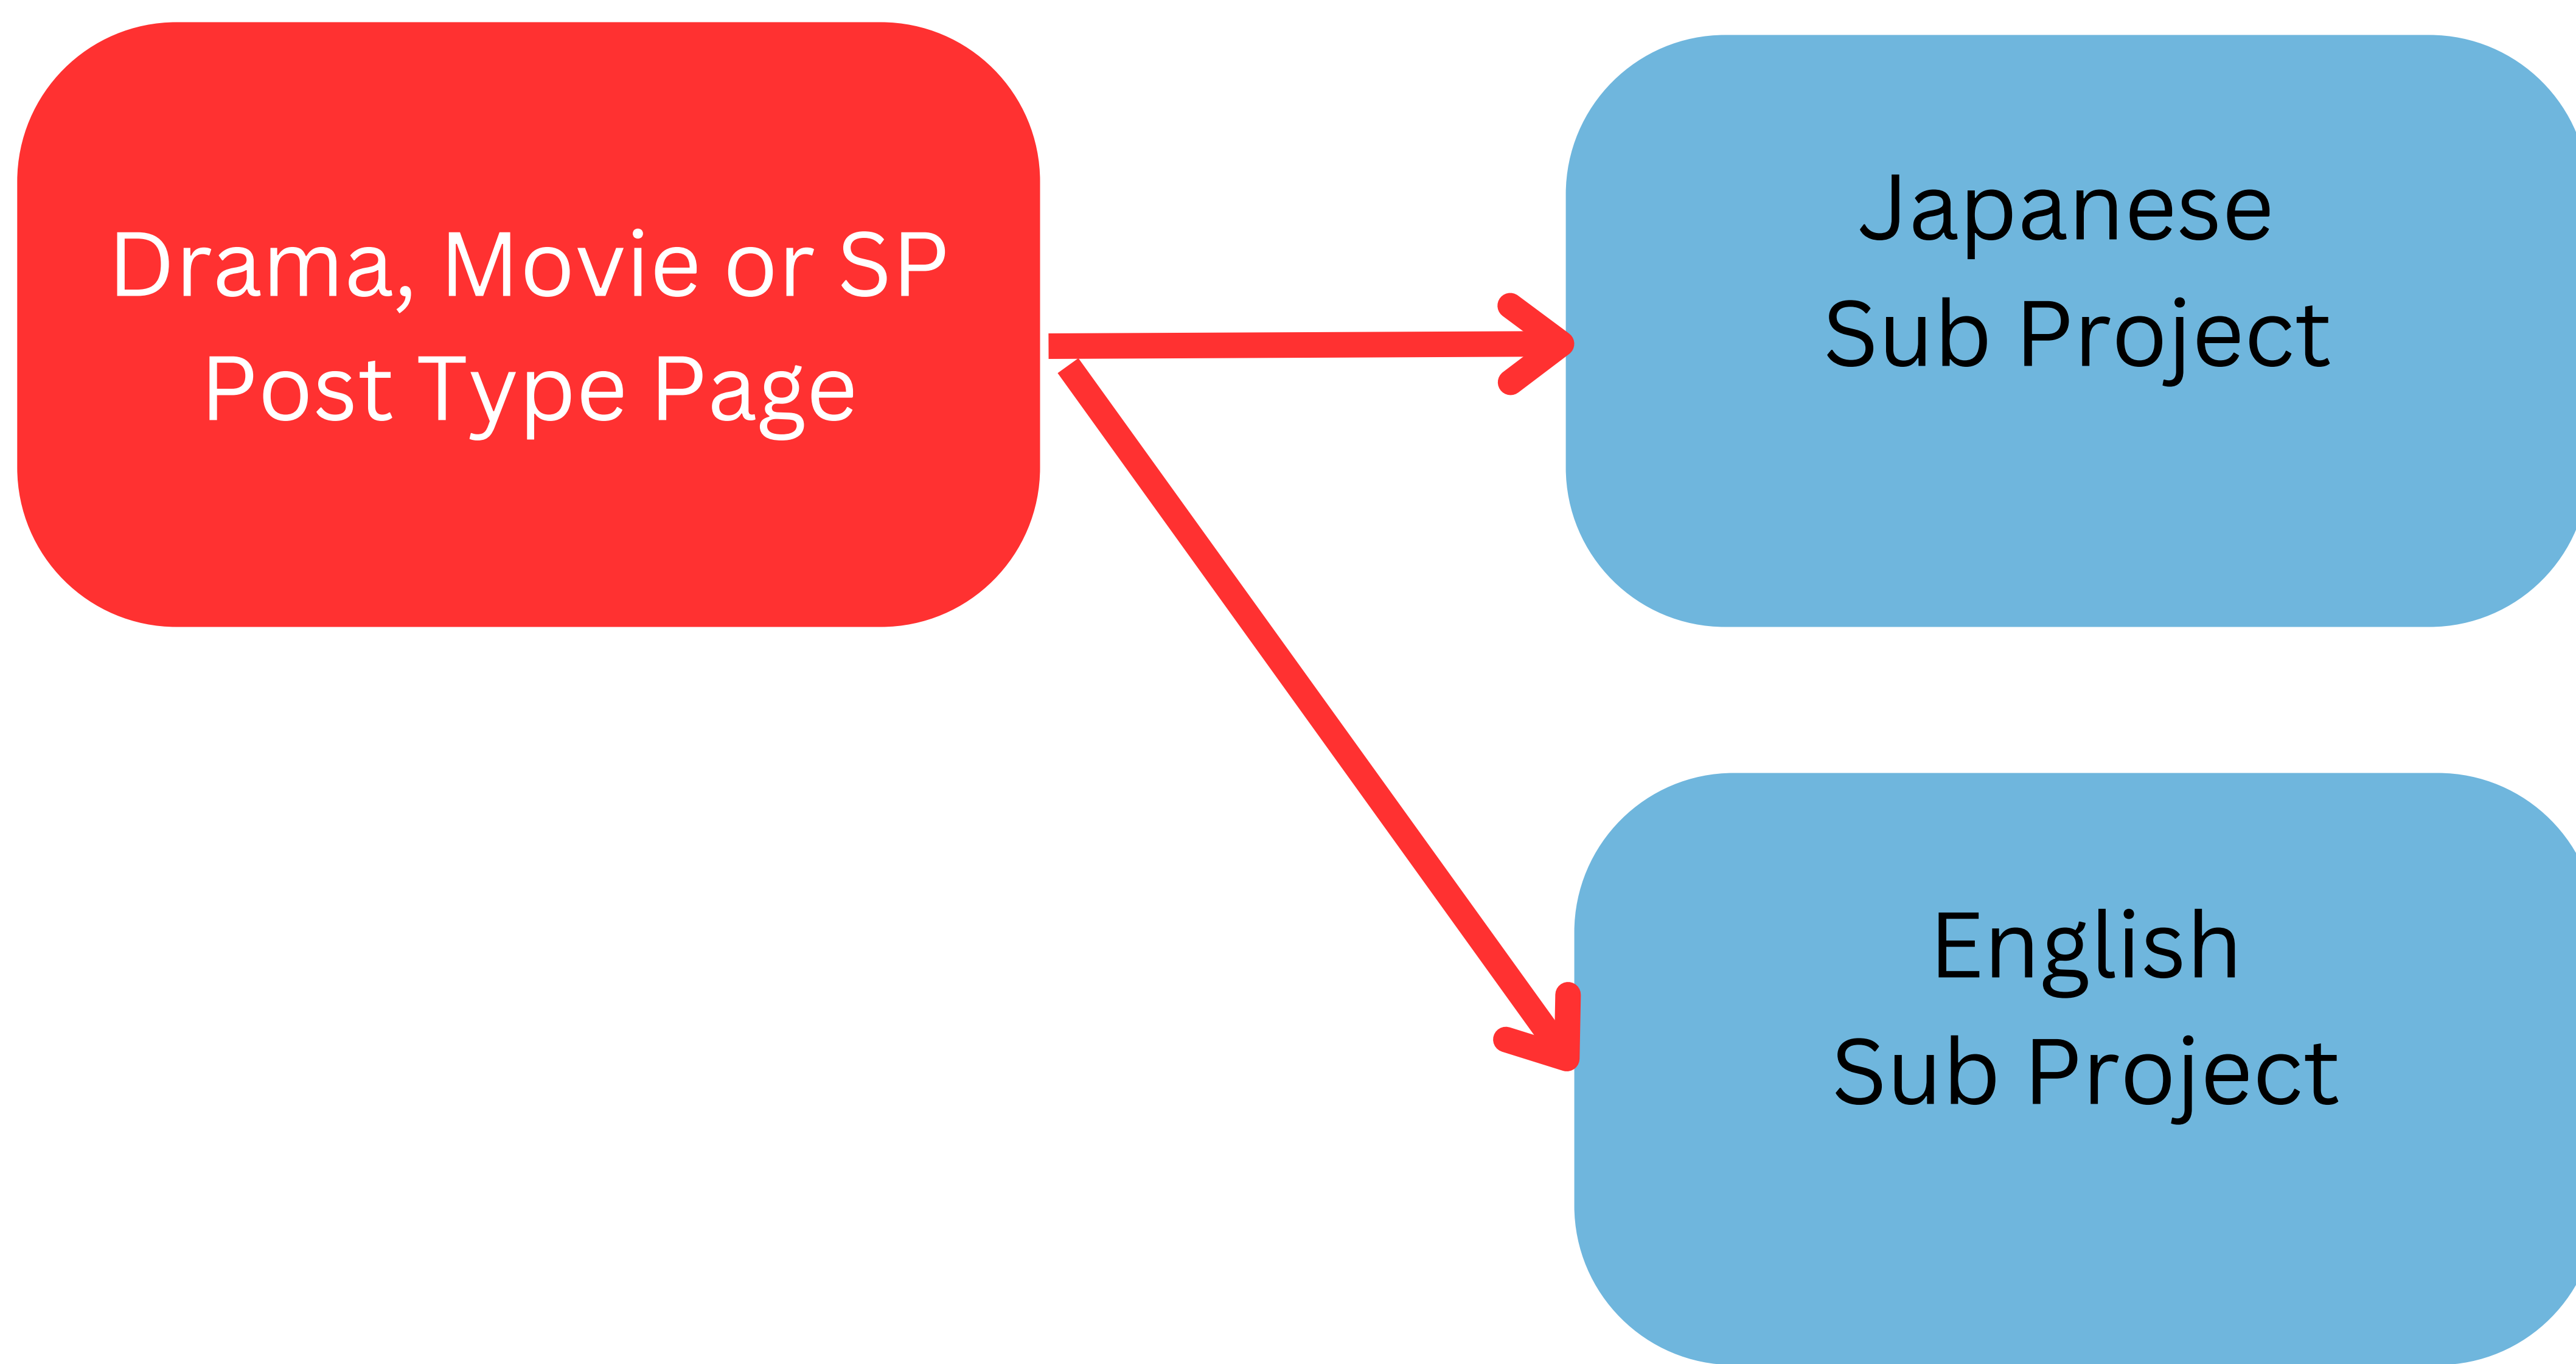 Drama, Movie or SP
Post Type Page
Japanese
Sub Project
English
Sub Project